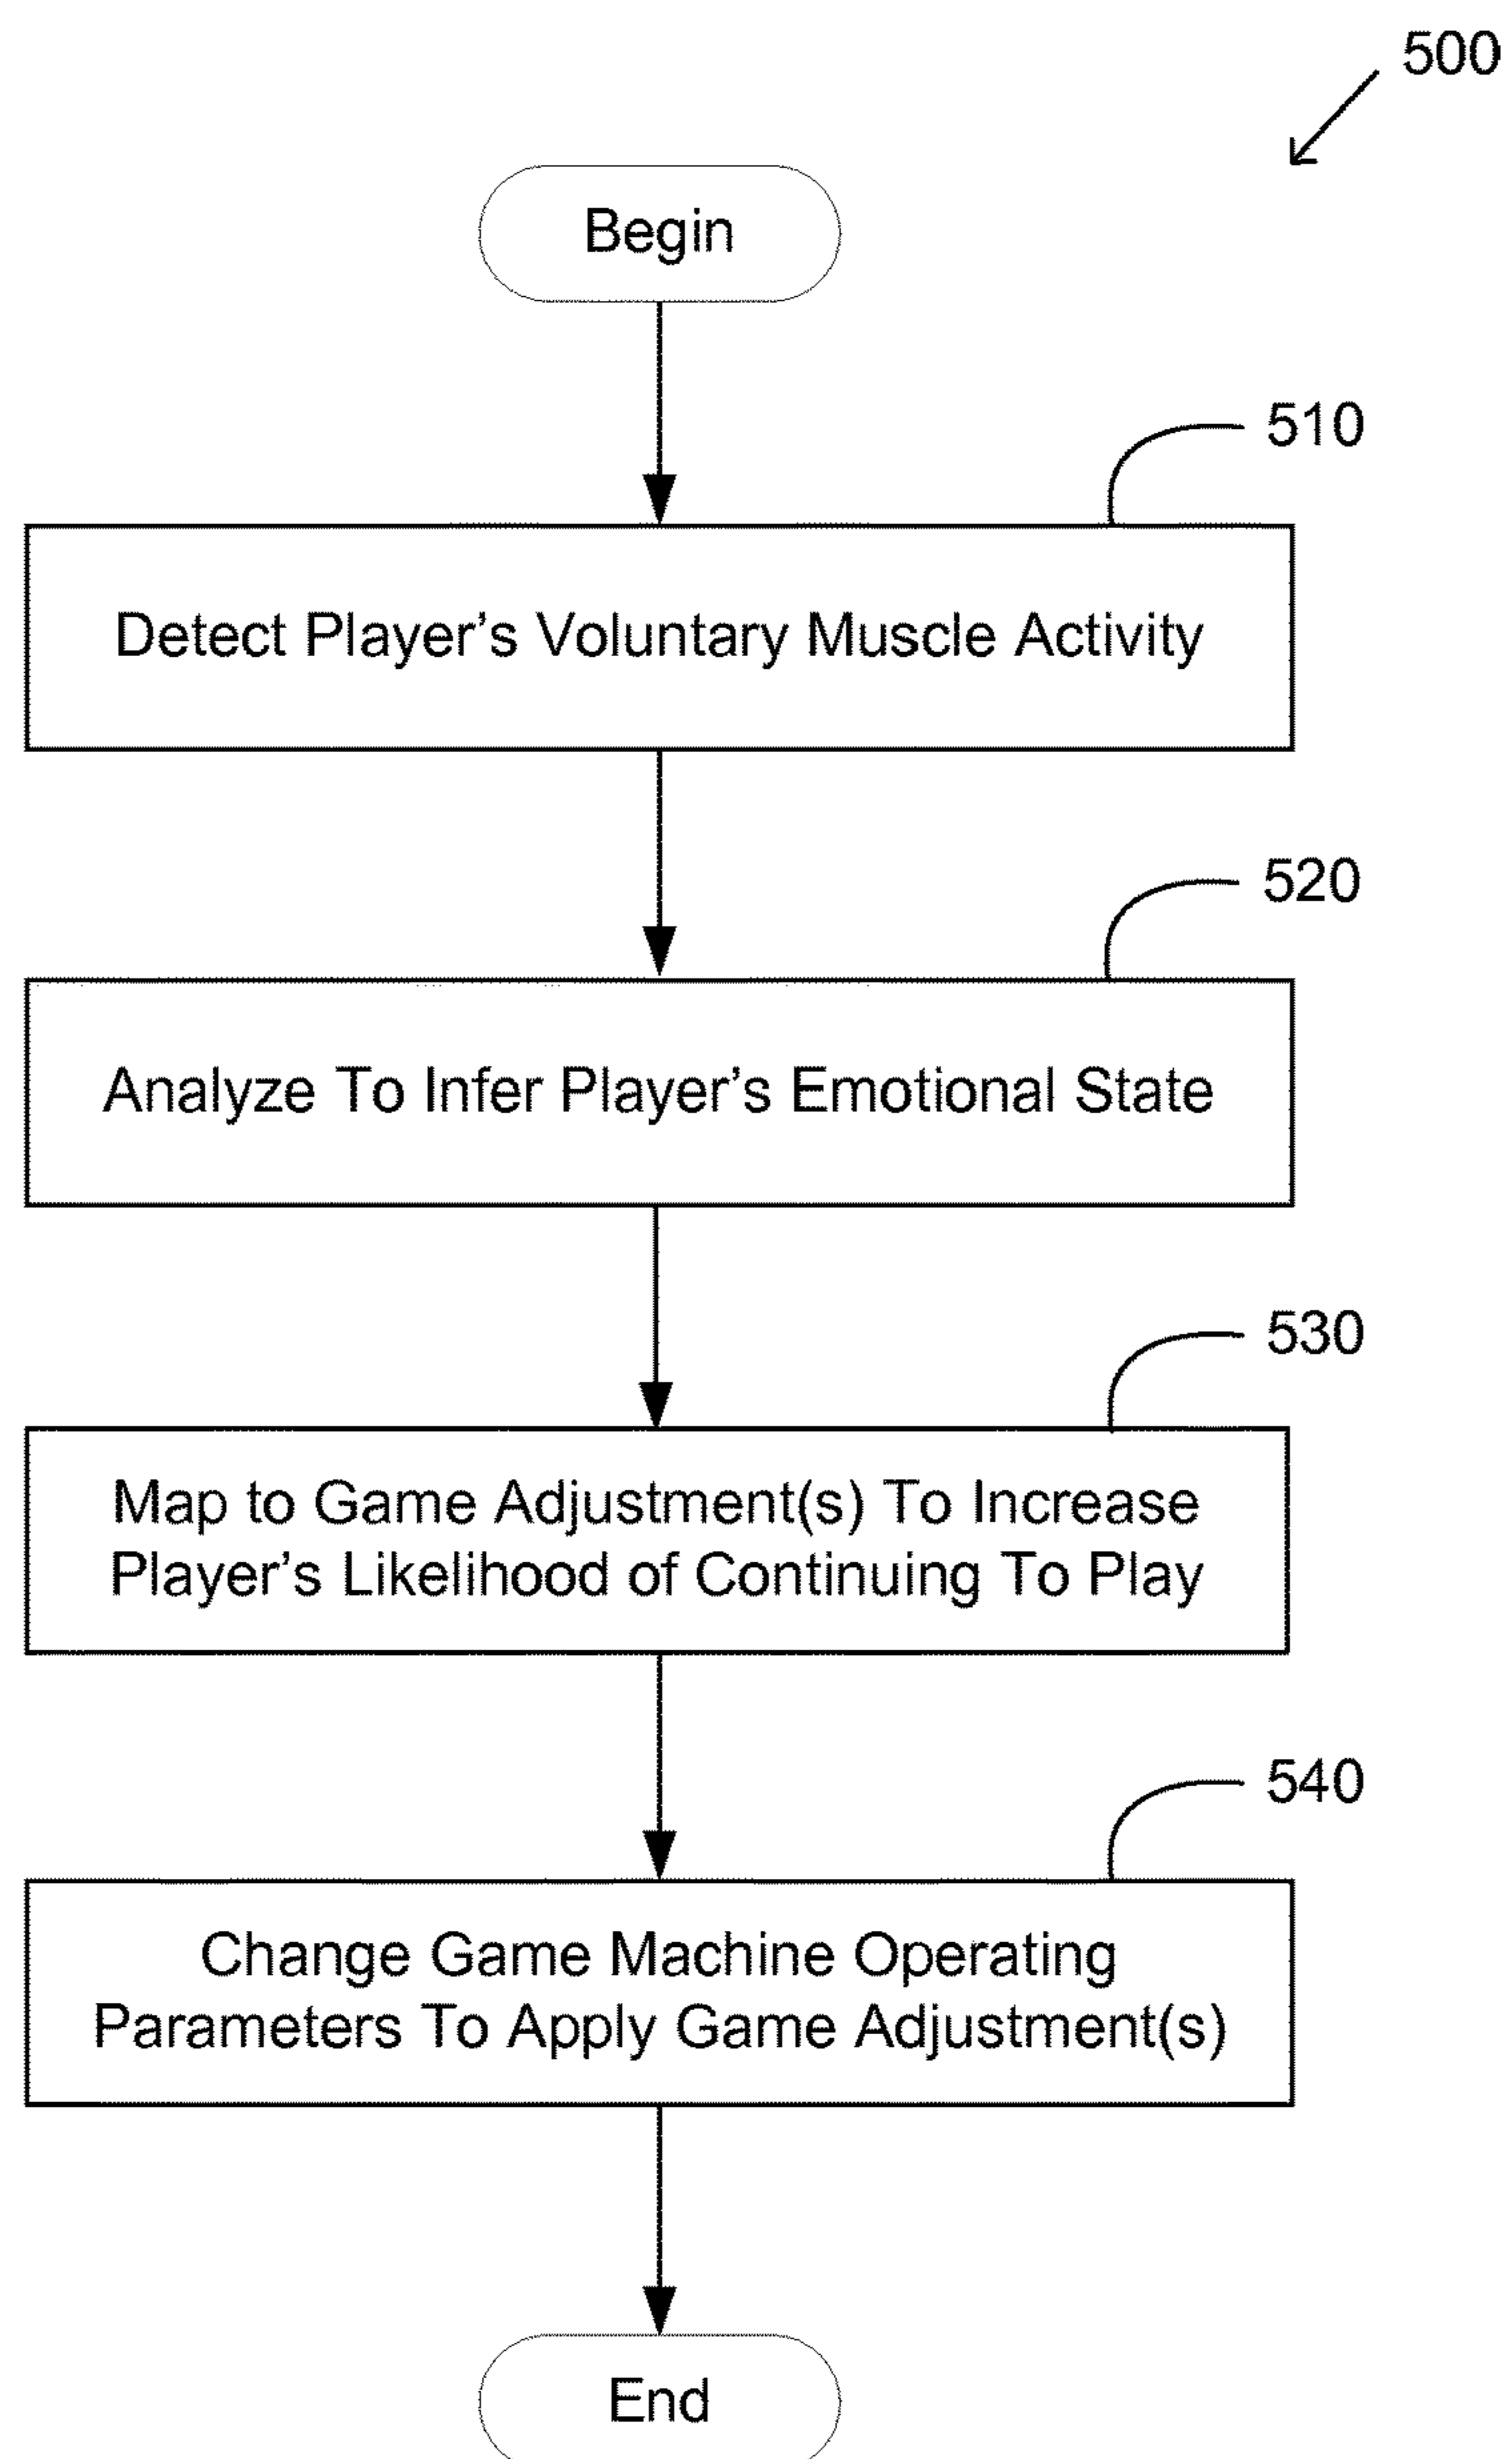 500
Begin
510
Detect Player's Voluntary Muscle Activity
520
Analyze To Infer Player's Emotional State
530
Map to Game Adjustment(s) To Increase
Player's Likelihood of Continuing To Play
540
Change Game Machine Operating
Parameters To Apply Game Adjustment(s)
End